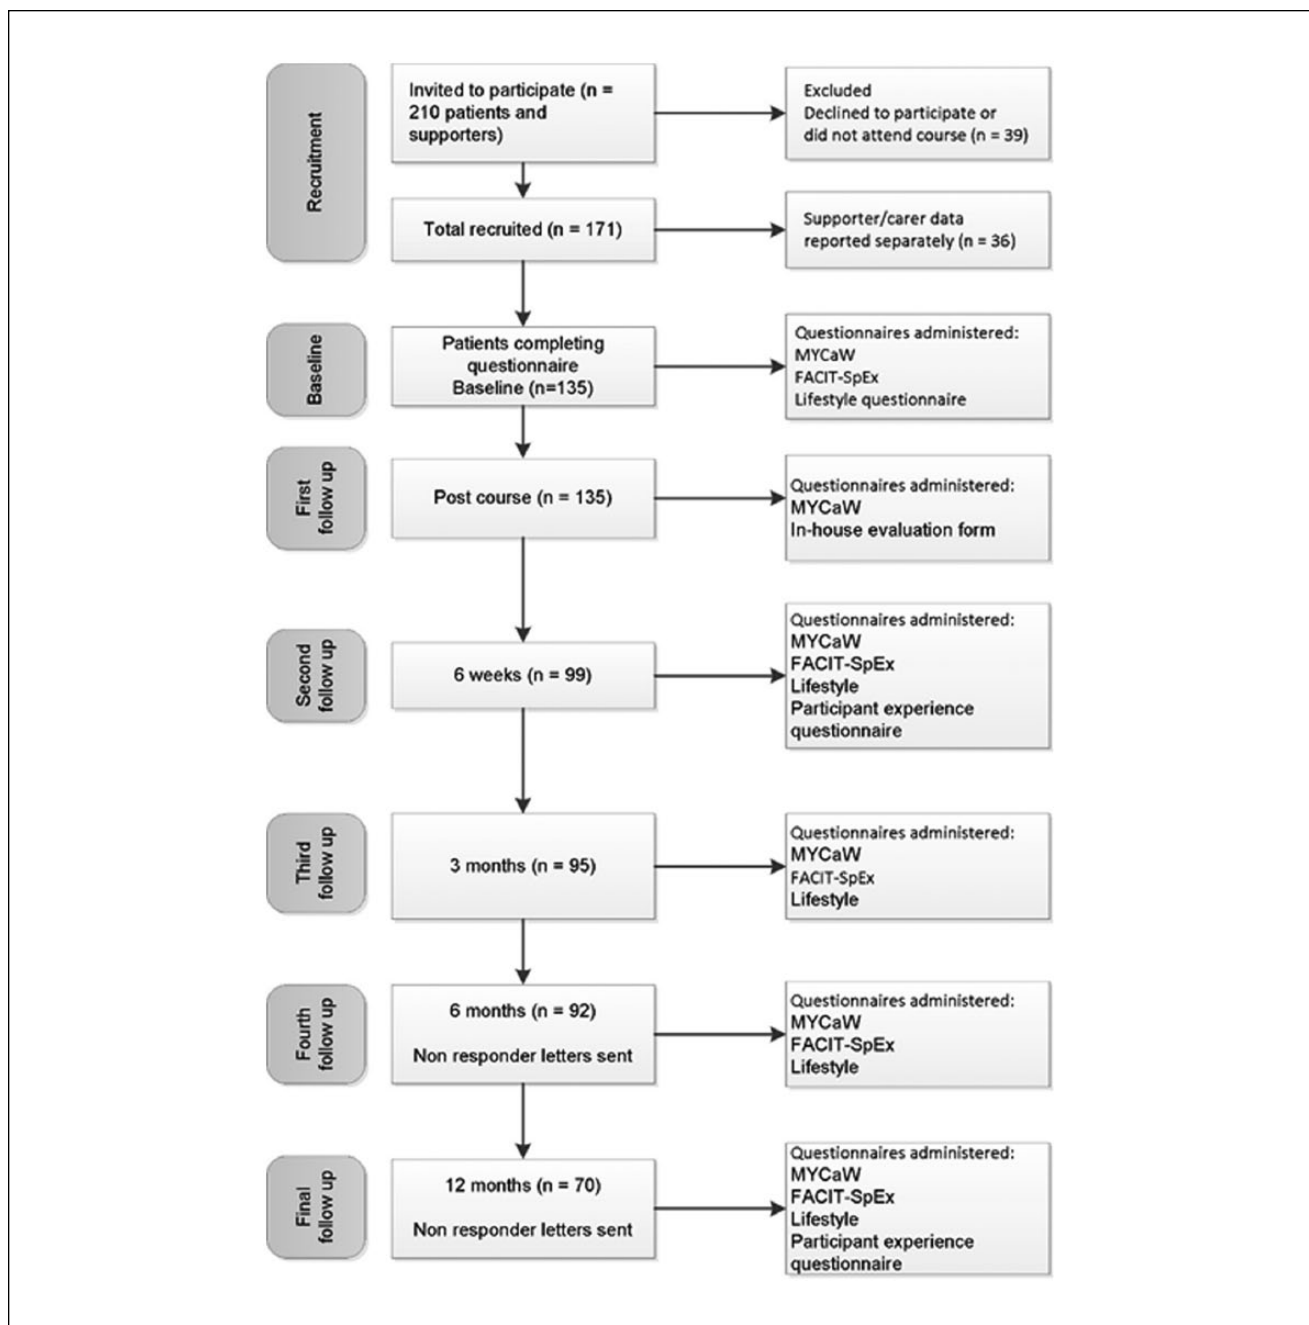 Recruitment
Invited to participate (n =
210 patients and
supporters)
Excluded
Declined to participate or
did not attend course (n = 39)
Total recruited (n = 171)
Supporter/carer data
reported separately (n = 36)
Baseline
Patients completing
questionnaire
Baseline (n=135)
Questionnaires administered:
MYCaW
FACIT-SpEx
Lifestyle questionnaire
First
follow up
Post course (n = 135)
Questionnaires administered:
MYCaW
In-house evaluation form
Second
follow up
6 weeks (n = 99)
Questionnaires administered:
MYCaW
FACIT-SpEx
Lifestyle
Participant experience
questionnaire
Third
follow up
3 months (n = 95)
Questionnaires administered:
MYCaW
FACIT-SpEx
Lifestyle
Fourth
follow up
6 months (n = 92)
Non responder letters sent
Questionnaires administered:
MYCaW
FACIT-SpEx
Lifestyle
Final
follow up
12 months (n = 70)
Non responder letters sent
Questionnaires administered:
MYCaW
FACIT-SpEx
Lifestyle
Participant experience
questionnaire